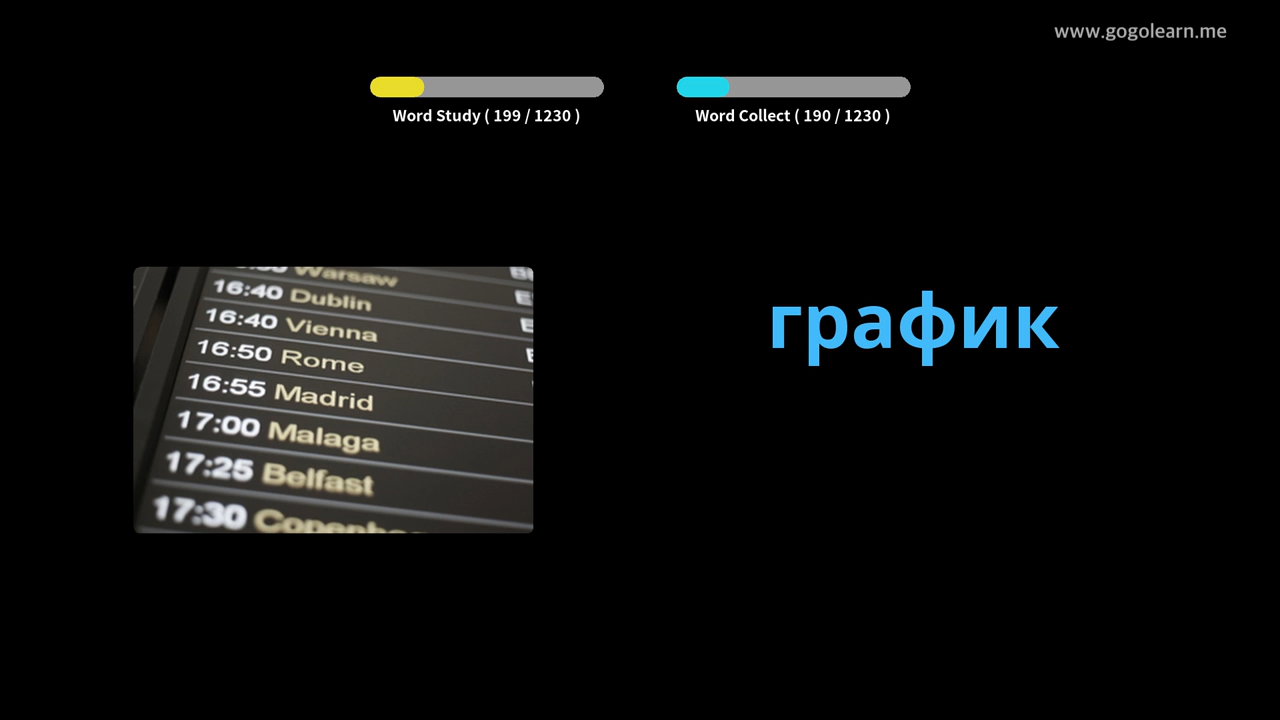 www.gogolearn.me
Word Study ( 199 / 1230 )
Word Collect ( 190 / 1230 )
Warsaw
16:40 Dublin
16:40 Vienna
16:50 Rome
16:55 Madrid
17:00 Malaga
17:25 Belfast
17:30
график